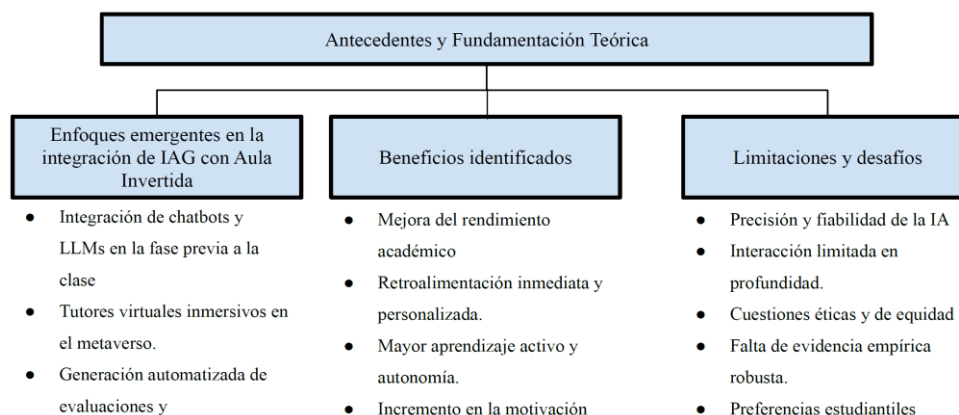 Antecedentes y Fundamentación Teórica
Enfoques emergentes en la
integración de IAG con Aula
Invertida
● Integración de chatbots y
LLMs en la fase previa a la
clase
● Tutores virtuales inmersivos en
el metaverso.
● Generación automatizada de
evaluaciones y
Beneficios identificados
● Mejora del rendimiento
académico
● Retroalimentación inmediata y
personalizada.
● Mayor aprendizaje activo y
autonomía.
● Incremento en la motivación
Limitaciones y desafíos
● Precisión y fiabilidad de la IA
● Interacción limitada en
profundidad.
● Cuestiones éticas y de equidad
● Falta de evidencia empírica
robusta.
● Preferencias estudiantiles